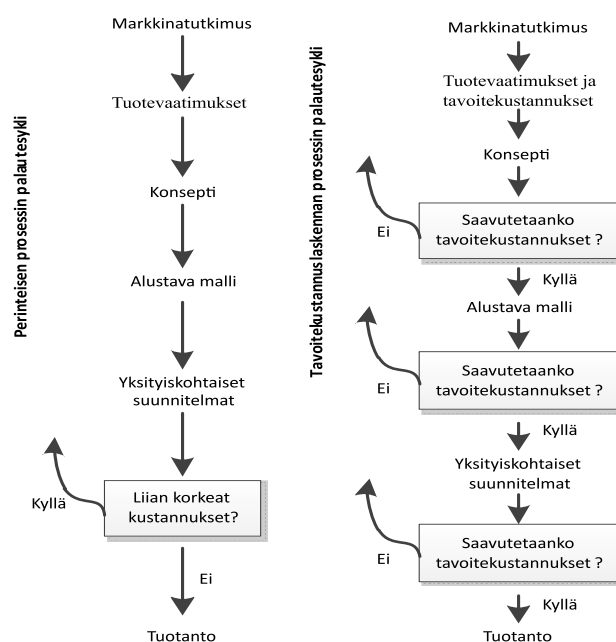 Perinteisen prosessin palautesykli
Markkinatutkimus
Tuotevaatimukset
Konsepti
Alustava malli
Yksityiskohtaiset
suunnitelmat
Liian korkeat
kustannukset?
Kyllä
Ei
Tuotanto
Tavoitekustannus laskennan prosessin palautesykli
Markkinatutkimus
Tuotevaatimukset ja
tavoitekustannukset
Konsepti
Saavutetaanko
tavoitekustannukset ?
Ei
Kyllä
Alustava malli
Saavutetaanko
tavoitekustannukset ?
Ei
Kyllä
Yksityiskohtaiset
suunnitelmat
Saavutetaanko
tavoitekustannukset ?
Ei
Kyllä
Tuotanto